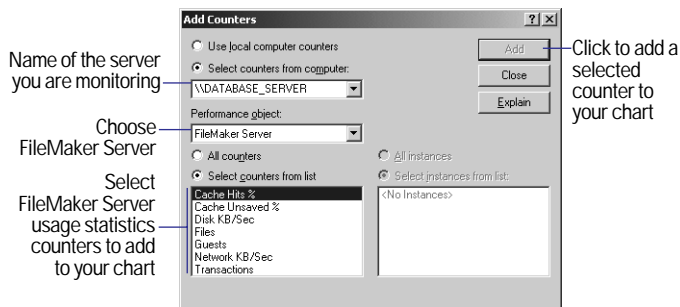 Add Counters
Use local computer counters
Select counters from computer:
\\DATABASE_SERVER
Performance object:
FileMaker Server
All counters
Select counters from list
Cache Hits %
Cache Unsaved %
Disk KB/Sec
Files
Guests
Network KB/Sec
Transactions
All instances
Select instances from list:
<No Instances>
Add
Close
Explain
Name of the server
you are monitoring
Choose
FileMaker Server
Select
FileMaker Server
usage statistics
counters to add
to your chart
Click to add a
selected
counter to
your chart